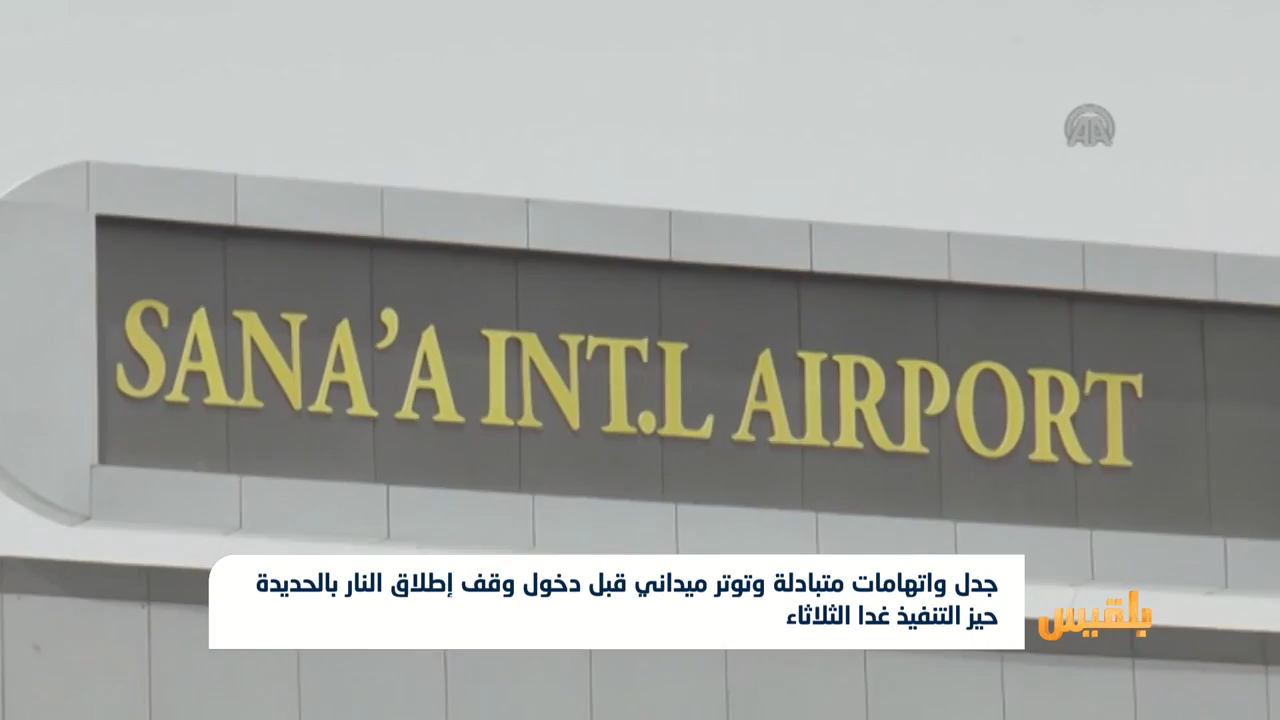 AA
SANA'A INT.L AIRPORT
جدل واتهامات متبادلة وتوتر ميداني قبل دخول وقف إطلاق النار بالحديدة
حيز التنفيذ غدا الثلاثاء
بلقيس